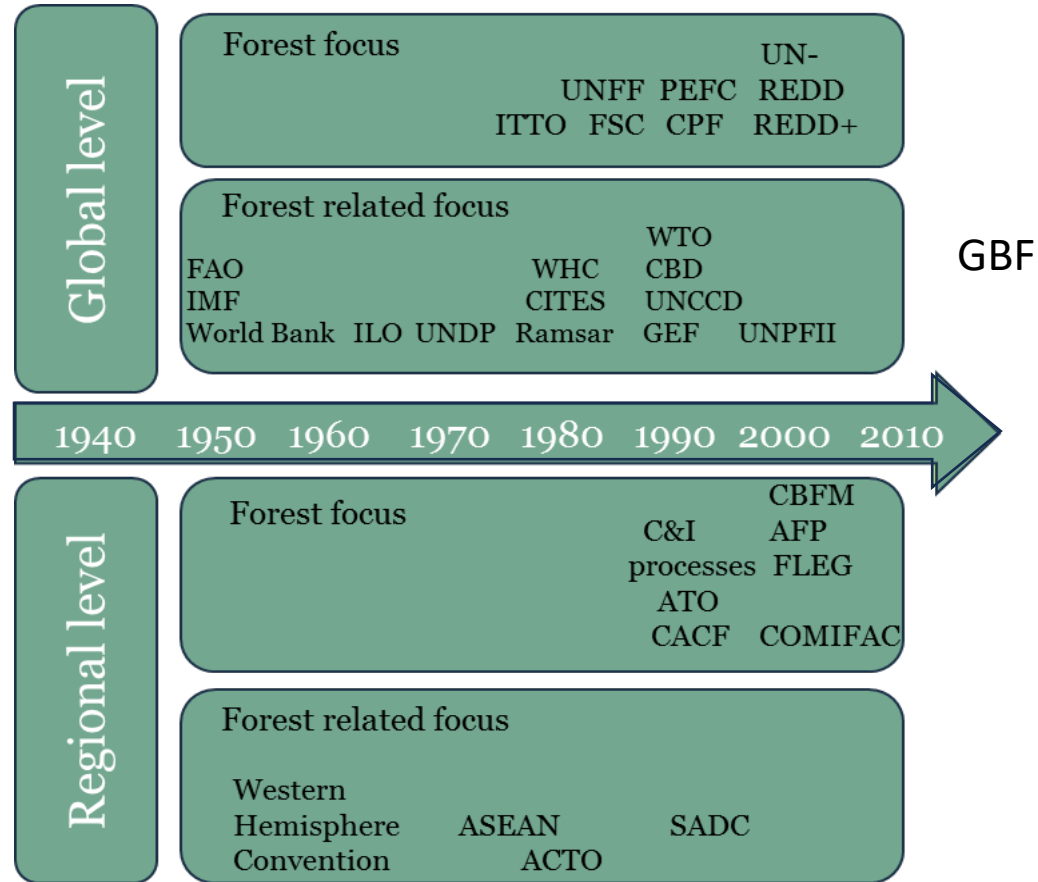 Global level
Forest focus
UN-
UNFF PEFC REDD
ITTO FSC CPF REDD+
Forest related focus
WTO
FAO WHC CBD
IMF CITES UNCCD
World Bank ILO UNDP Ramsar GEF UNPFII
GBF
1940 1950 1960 1970 1980 1990 2000 2010
Regional level
Forest focus
CBFM
C&I AFP
processes FLEG
ATO
CACF COMIFAC
Forest related focus
Western
Hemisphere ASEAN SADC
Convention ACTO